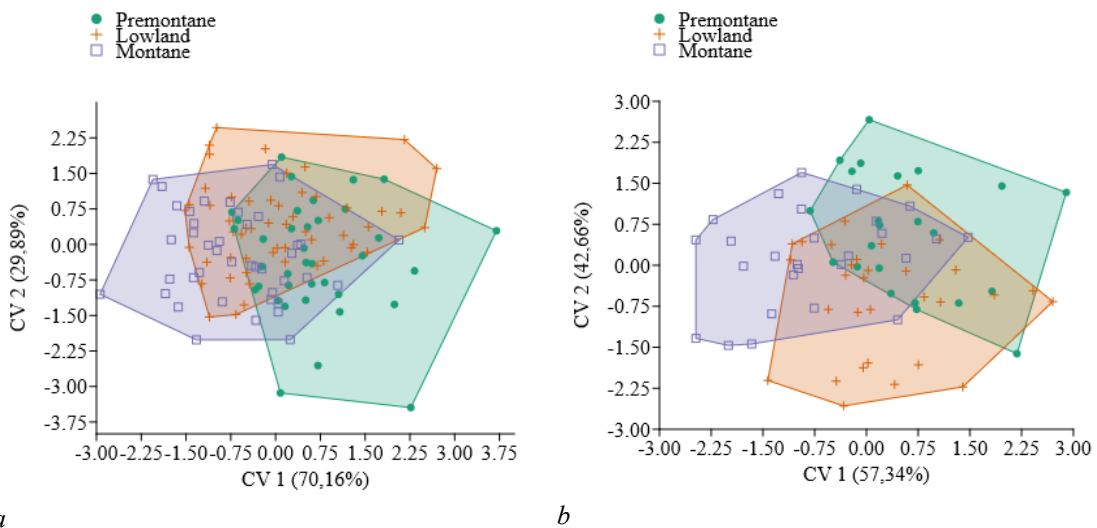 Premontane
Lowland
Montane
2.25
1.50
0.75
0.00
-0.75
-1.50
-2.25
-3.00
-3.75
CV 2 (29,89%)
-3.00 -2.25 -1.50 -0.75 0.00 0.75 1.50 2.25 3.00 3.75
CV 1 (70,16%)
a
Premontane
Lowland
Montane
3.00
2.25
1.50
0.75
0.00
-0.75
-1.50
-2.25
-3.00
CV 2 (42,66%)
-3.00 -2.25 -1.50 -0.75 0.00 0.75 1.50 2.25 3.00
CV 1 (57,34%)
b